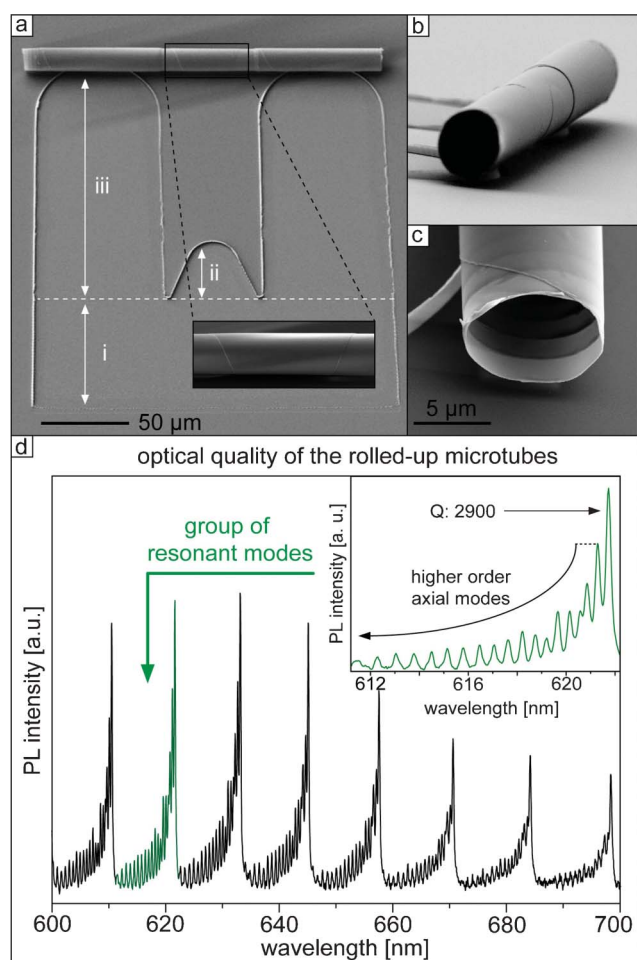 a
iii
ii
i
50 µm
b
c
5 µm
d
optical quality of the rolled-up microtubes
group of
resonant modes
PL intensity [a.u.]
600
620
640
660
680
700
wavelength [nm]
Q: 2900
higher order
axial modes
PL intensity [a. u.]
612
616
620
wavelength [nm]